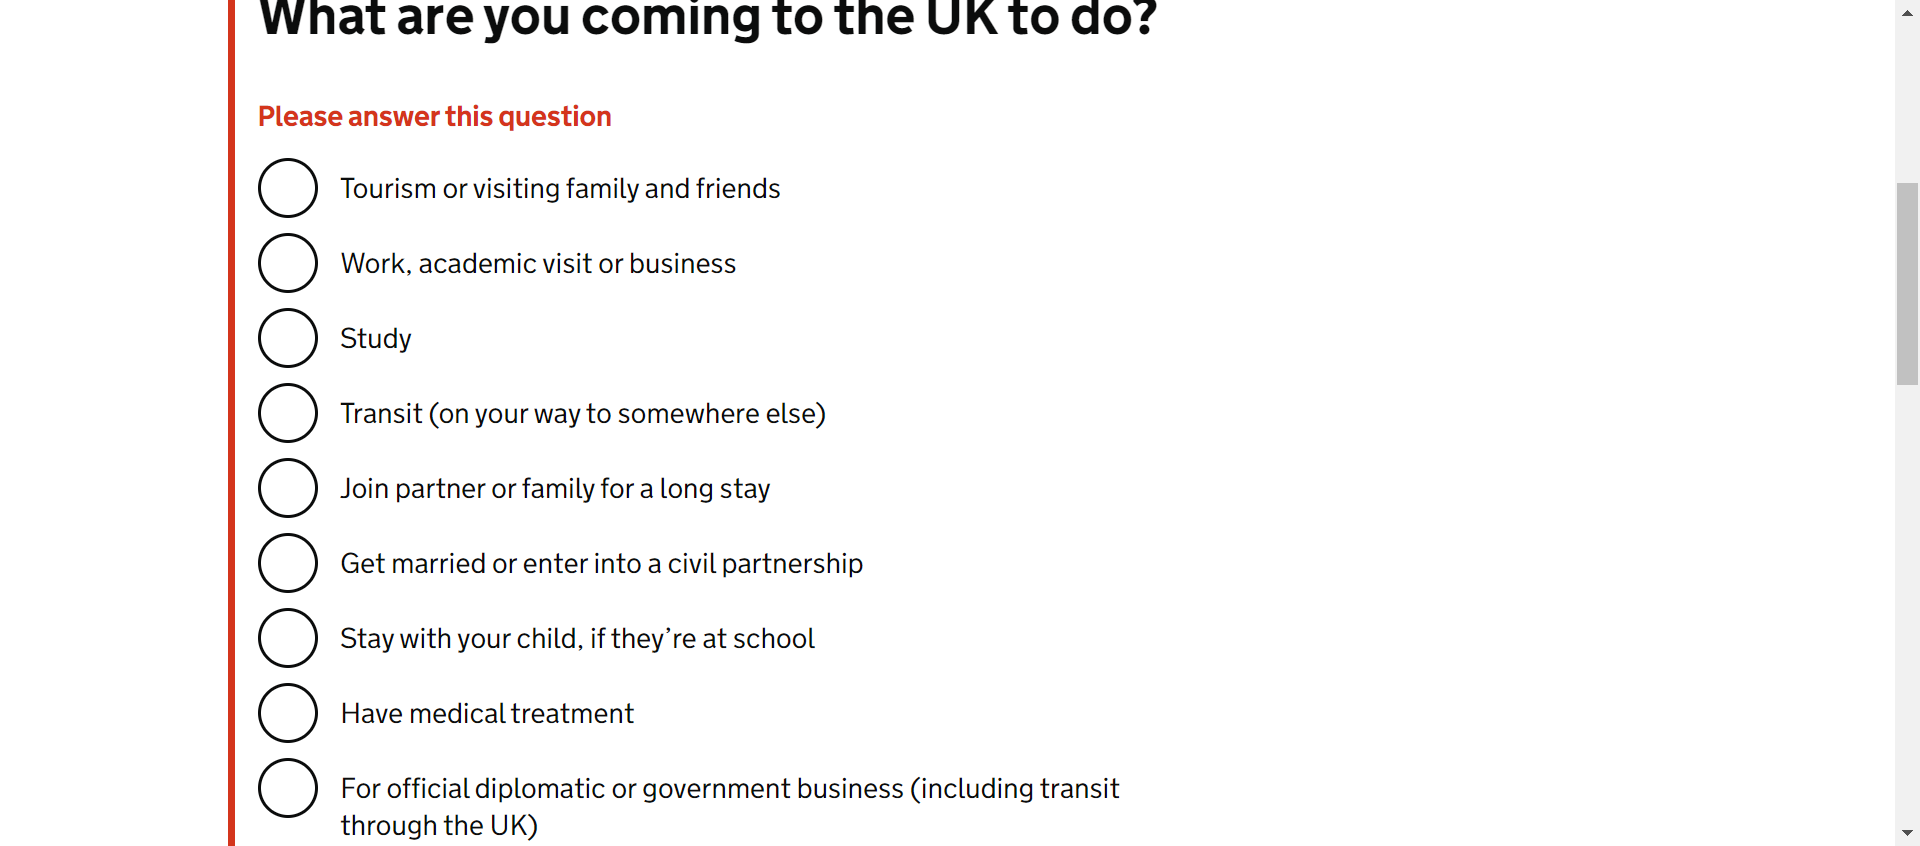 What are you coming to the UK to do?
Please answer this question
Tourism or visiting family and friends
Work, academic visit or business
Study
Transit (on your way to somewhere else)
Join partner or family for a long stay
Get married or enter into a civil partnership
Stay with your child, if they’re at school
Have medical treatment
For official diplomatic or government business (including transit
through the UK)